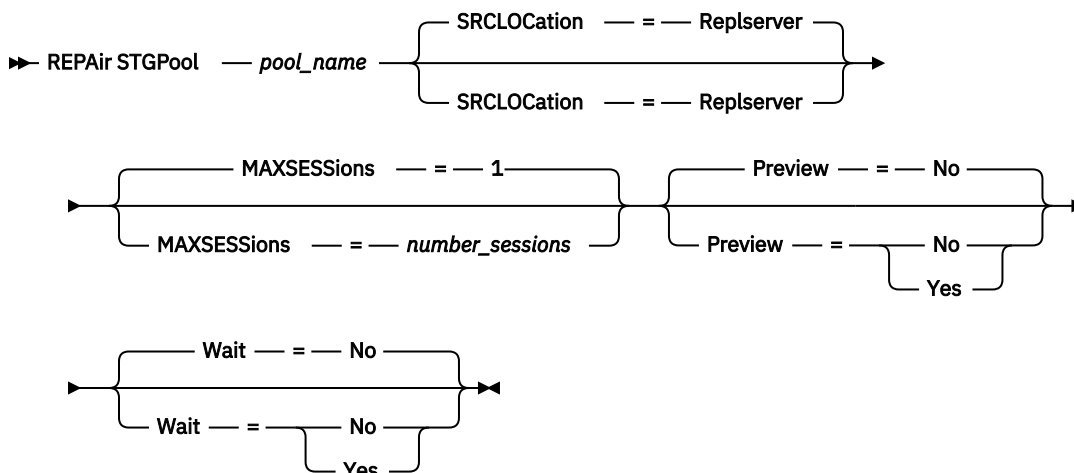 SRCLOCation = Replserver
REPAir STGPool pool_name
SRCLOCation = Replserver
MAXSESSions = 1
MAXSESSions = number_sessions
Preview = No
Preview = No
Yes
Wait = No
Wait = No
Yes